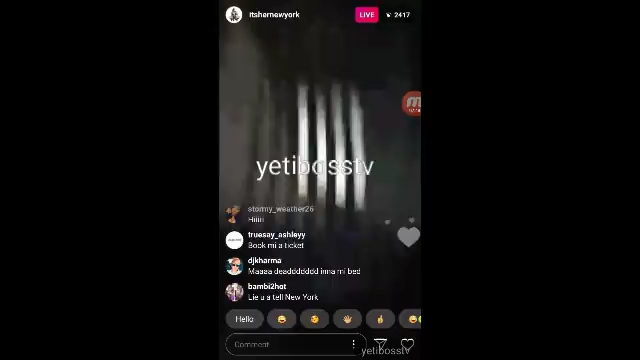 itshernewyork
LIVE
2417
yetibosstv
stormy_weather26
Hiiiii
truesay_ashleyy
Book mi a ticket
djkharma
Maaaa deaddddddd inna mi bed
bambi2hot
Lie u a tell New York
Hello
Comment
yetibosstv